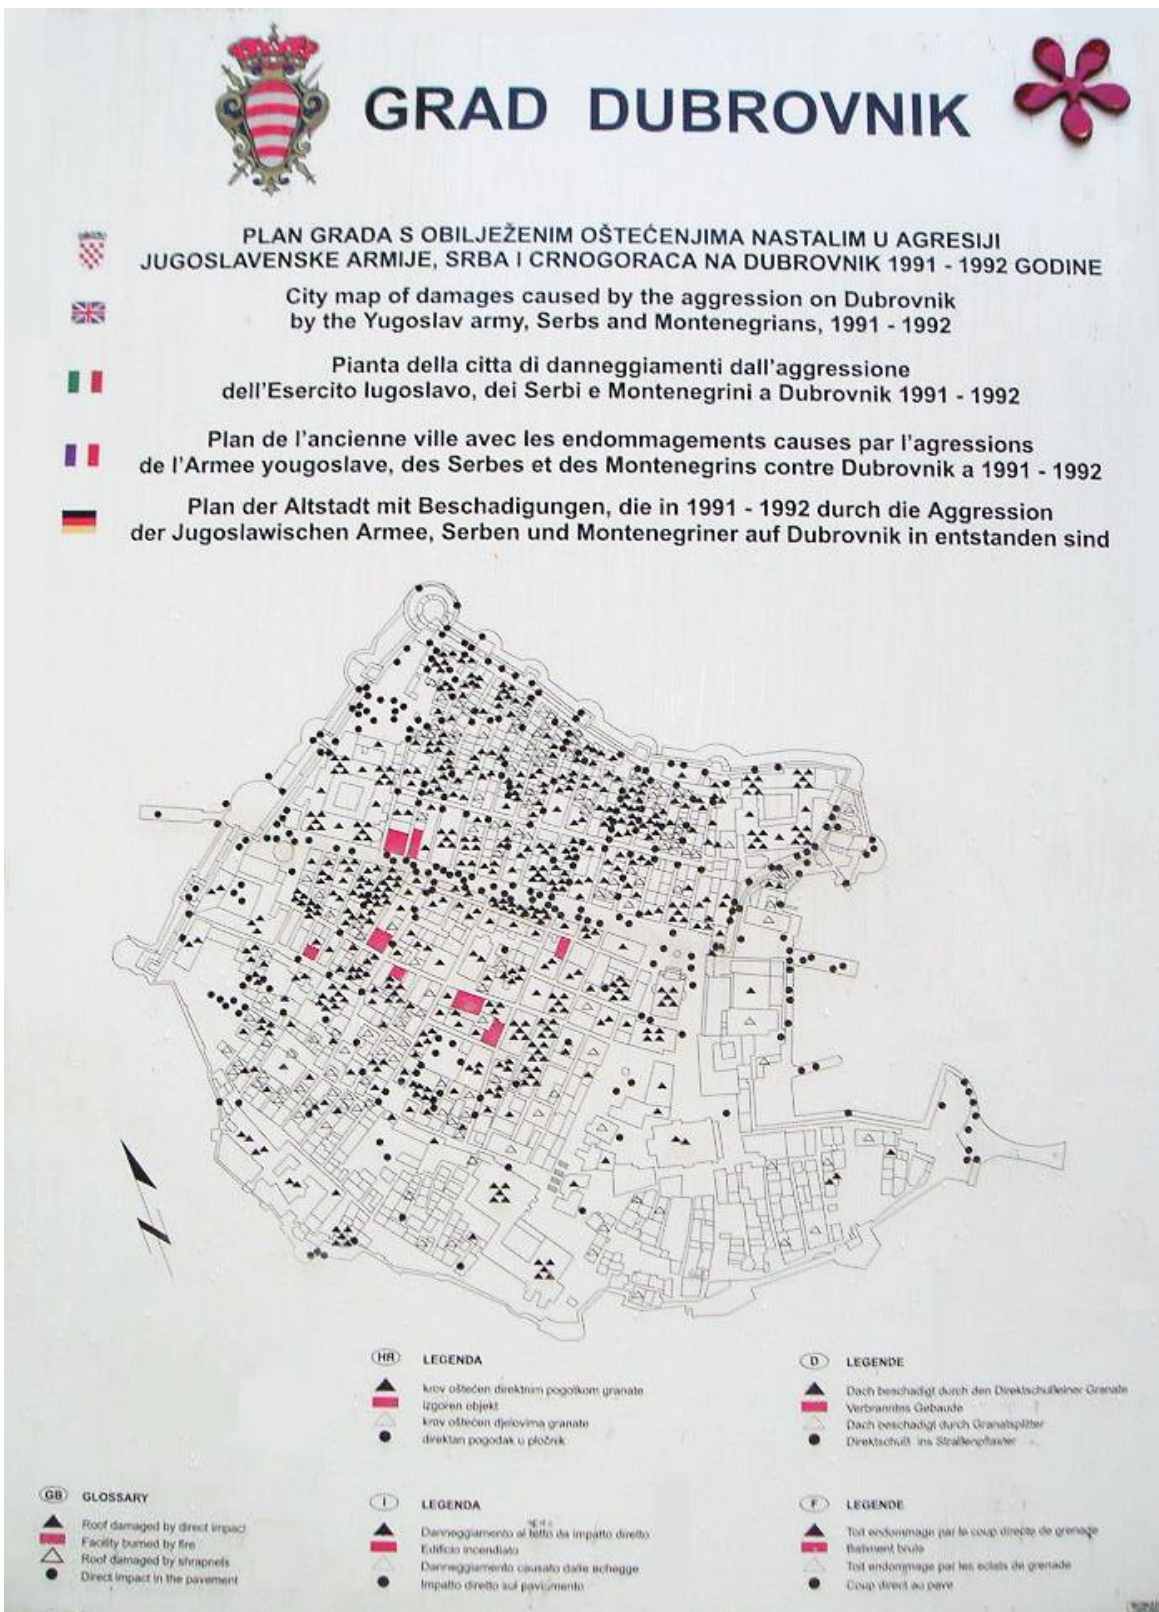 GRAD DUBROVNIK
PLAN GRADA S OBILJEŽENIM OŠTEĆENJIMA NASTALIM U AGRESIJI
JUGOSLAVENSKE ARMIJE, SRBA I CRNOGORACA NA DUBROVNIK 1991 - 1992 GODINE
City map of damages caused by the aggression on Dubrovnik
by the Yugoslav army, Serbs and Montenegrians, 1991 - 1992
Pianta della citta di danneggiamenti dall'aggressione
dell'Esercito Iugoslavo, dei Serbi e Montenegrini a Dubrovnik 1991 - 1992
Plan de l'ancienne ville avec les endommagements causes par l'agressions
de l'Armee yougoslave, des Serbes et des Montenegrins contre Dubrovnik a 1991 - 1992
Plan der Altstadt mit Beschadigungen, die in 1991 - 1992 durch die Aggression
der Jugoslawischen Armee, Serben und Montenegriner auf Dubrovnik in entstanden sind
HR LEGENDA
krov oštećen direktnim pogotkom granate
izgoren objekt
krov oštećen djelovima granate
direktan pogodak u pločnik
D LEGENDE
Dach beschadigt durch den Direktschußeiner Granate
Verbranntes Gebaude
Dach beschadigt durch Granatsplitter
Direktschuß ins Straßenpflaster
GB GLOSSARY
Roof damaged by direct impact
Facility burned by fire
Roof damaged by shrapnels
Direct impact in the pavement
I LEGENDA
Danneggiamento al tetto da impatto diretto
Edificio incendiato
Danneggiamento causato dalle schegge
Impatto diretto sul pavimento
F LEGENDE
Toit endommage par le coup directe de grenade
Batiment brule
Toit endommage par les eclats de grenade
Coup direct au pave